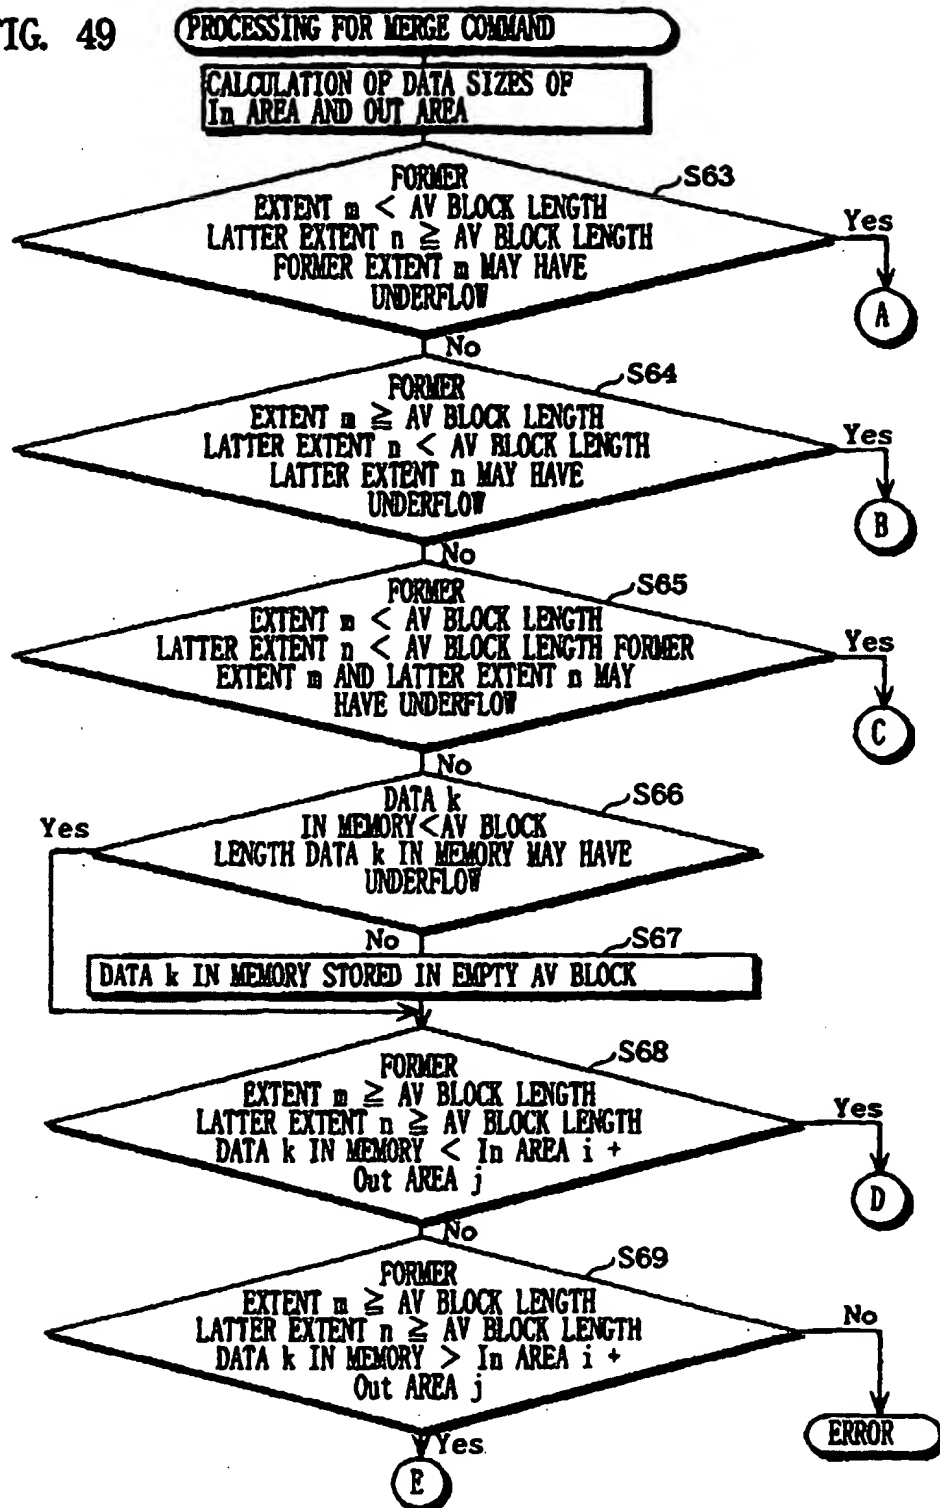 FIG. 49
PROCESSING FOR MERGE COMMAND
CALCULATION OF DATA SIZES OF
In AREA AND OUT AREA
S63
FORMER
EXTENT m < AV BLOCK LENGTH
LATTER EXTENT n ≧ AV BLOCK LENGTH
FORMER EXTENT m MAY HAVE
UNDERFLOW
Yes
A
No
S64
FORMER
EXTENT m ≧ AV BLOCK LENGTH
LATTER EXTENT n < AV BLOCK LENGTH
LATTER EXTENT n MAY HAVE
UNDERFLOW
Yes
B
No
S65
FORMER
EXTENT m < AV BLOCK LENGTH
LATTER EXTENT n < AV BLOCK LENGTH FORMER
EXTENT m AND LATTER EXTENT n MAY
HAVE UNDERFLOW
Yes
C
No
S66
DATA k
IN MEMORY<AV BLOCK
LENGTH DATA k IN MEMORY MAY HAVE
UNDERFLOW
Yes
No
S67
DATA k IN MEMORY STORED IN EMPTY AV BLOCK
S68
FORMER
EXTENT m ≧ AV BLOCK LENGTH
LATTER EXTENT n ≧ AV BLOCK LENGTH
DATA k IN MEMORY < In AREA i +
Out AREA j
Yes
D
No
S69
FORMER
EXTENT m ≧ AV BLOCK LENGTH
LATTER EXTENT n ≧ AV BLOCK LENGTH
DATA k IN MEMORY > In AREA i +
Out AREA j
No
ERROR
Yes
E